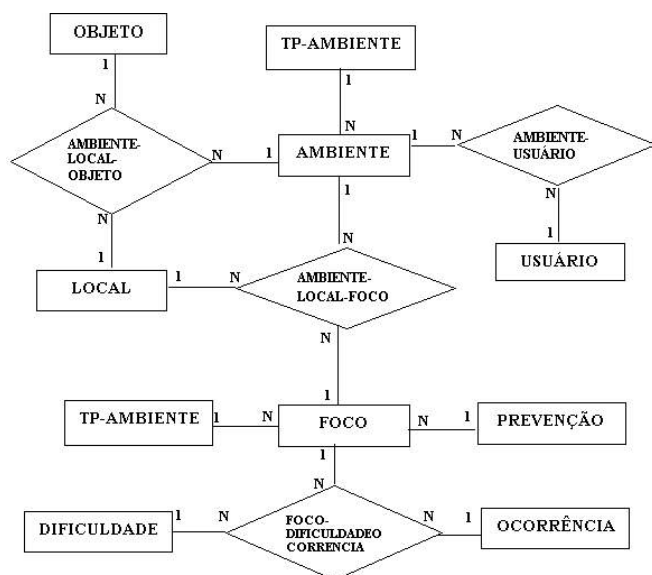 OBJETO
TP-AMBIENTE
1
1
N
N
AMBIENTE-
LOCAL-
OBJETO
N
1
AMBIENTE
1
N
AMBIENTE-
USUÁRIO
N
1
N
1
1
N
USUÁRIO
LOCAL
1
N
AMBIENTE-
LOCAL-FOCO
N
1
TP-AMBIENTE
1
N
FOCO
N
1
PREVENÇÃO
1
N
DIFICULDADE
1
N
FOCO-
DIFICULDADEO
CORRENCIA
N
1
OCORRÊNCIA